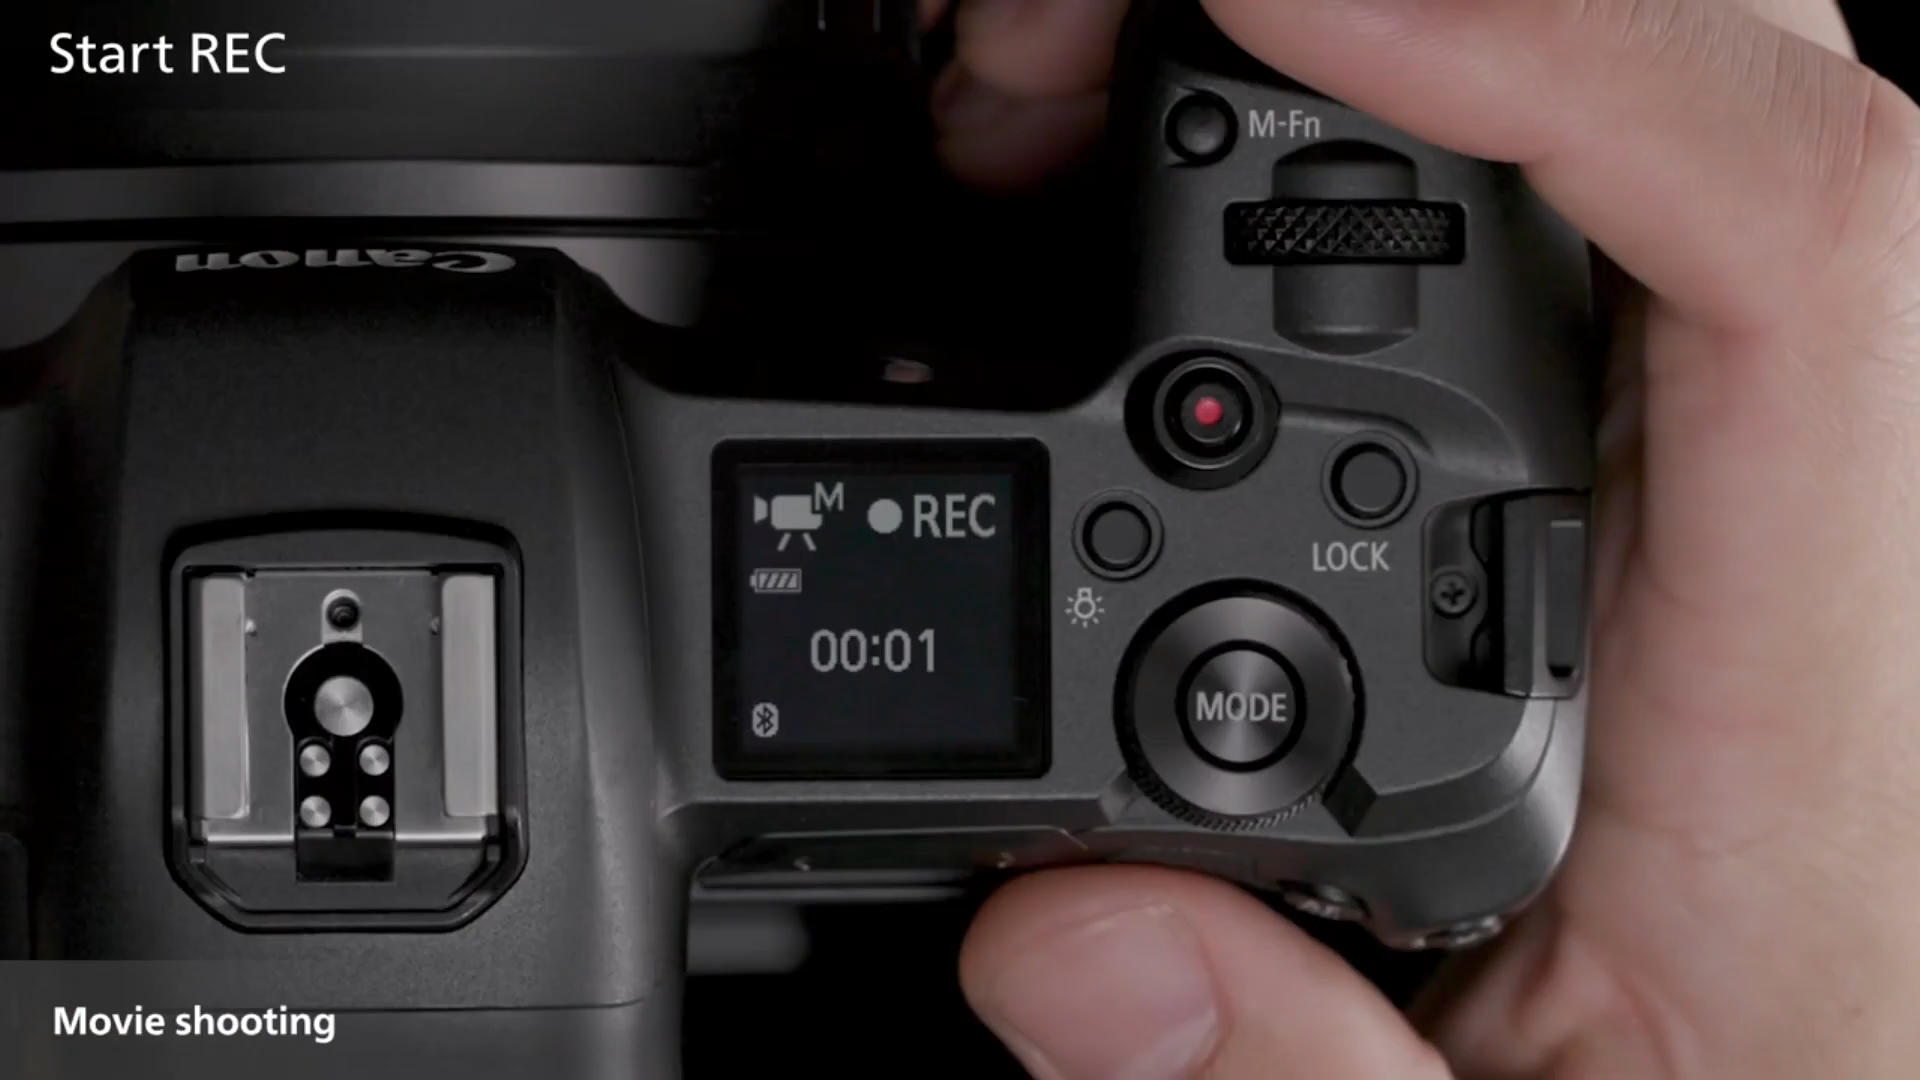 Start REC
M-Fn
Canon
M REC
LOCK
00:01
MODE
Movie shooting